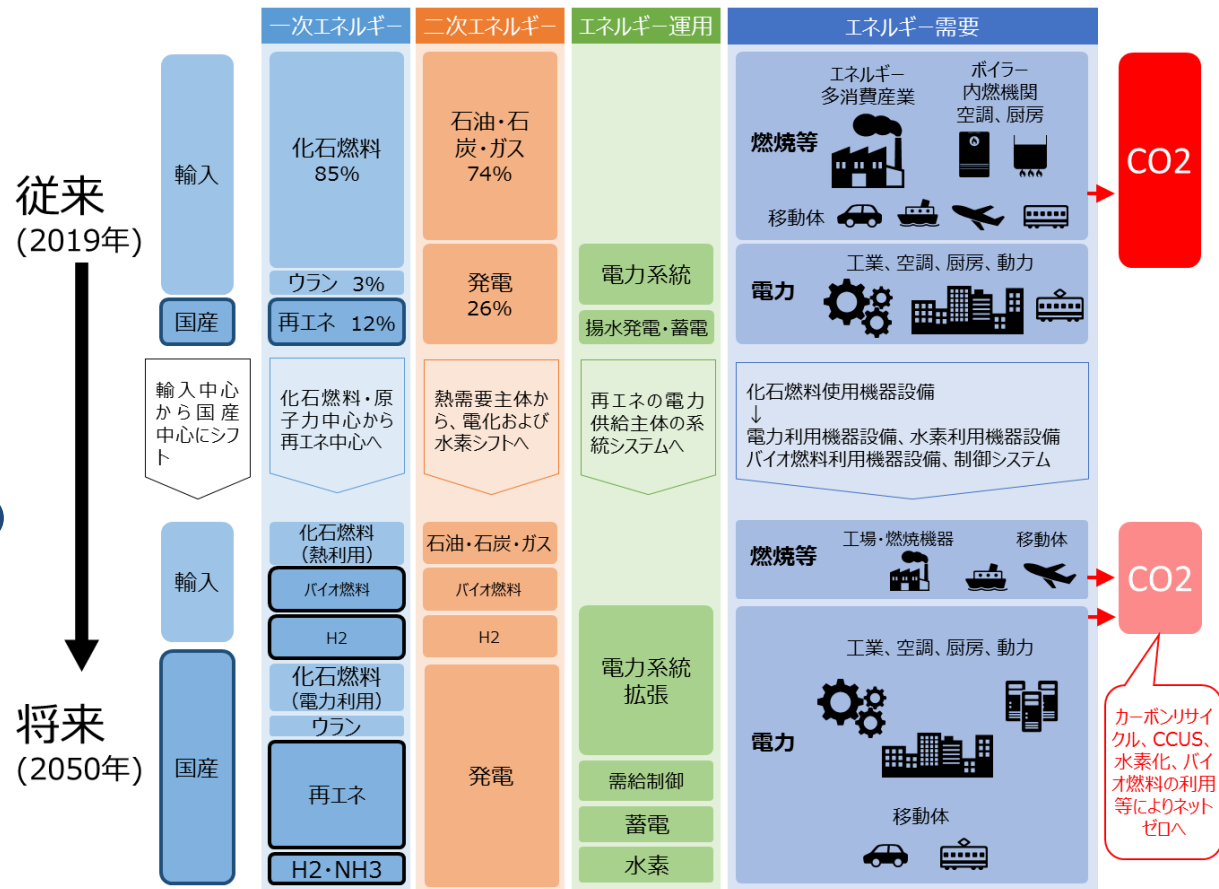 一次エネルギー
二次エネルギー
エネルギー運用
エネルギー需要
従来
(2019年)
輸入
国産
化石燃料
85%
ウラン 3%
再エネ 12%
石油・石
炭・ガス
74%
発電
26%
電力系統
揚水発電・蓄電
燃焼等
エネルギー
多消費産業
ボイラー
内燃機関
空調、厨房
移動体
電力
工業、空調、厨房、動力
CO2
輸入中心
から国産
中心にシフ
ト
化石燃料・原
子力中心から
再エネ中心へ
熱需要主体か
ら、電化および
水素シフトへ
再エネの電力
供給主体の系
統システムへ
化石燃料使用機器設備
↓
電力利用機器設備、水素利用機器設備
バイオ燃料利用機器設備、制御システム
将来
(2050年)
輸入
国産
化石燃料
(熱利用)
バイオ燃料
H2
化石燃料
(電力利用)
ウラン
再エネ
H2・NH3
石油・石炭・ガス
バイオ燃料
H2
発電
電力系統
拡張
需給制御
蓄電
水素
燃焼等
工場・燃焼機器
移動体
電力
工業、空調、厨房、動力
移動体
CO2
カーボンリサイ
クル、CCUS、
水素化、バイ
オ燃料の利用
等によりネット
ゼロへ